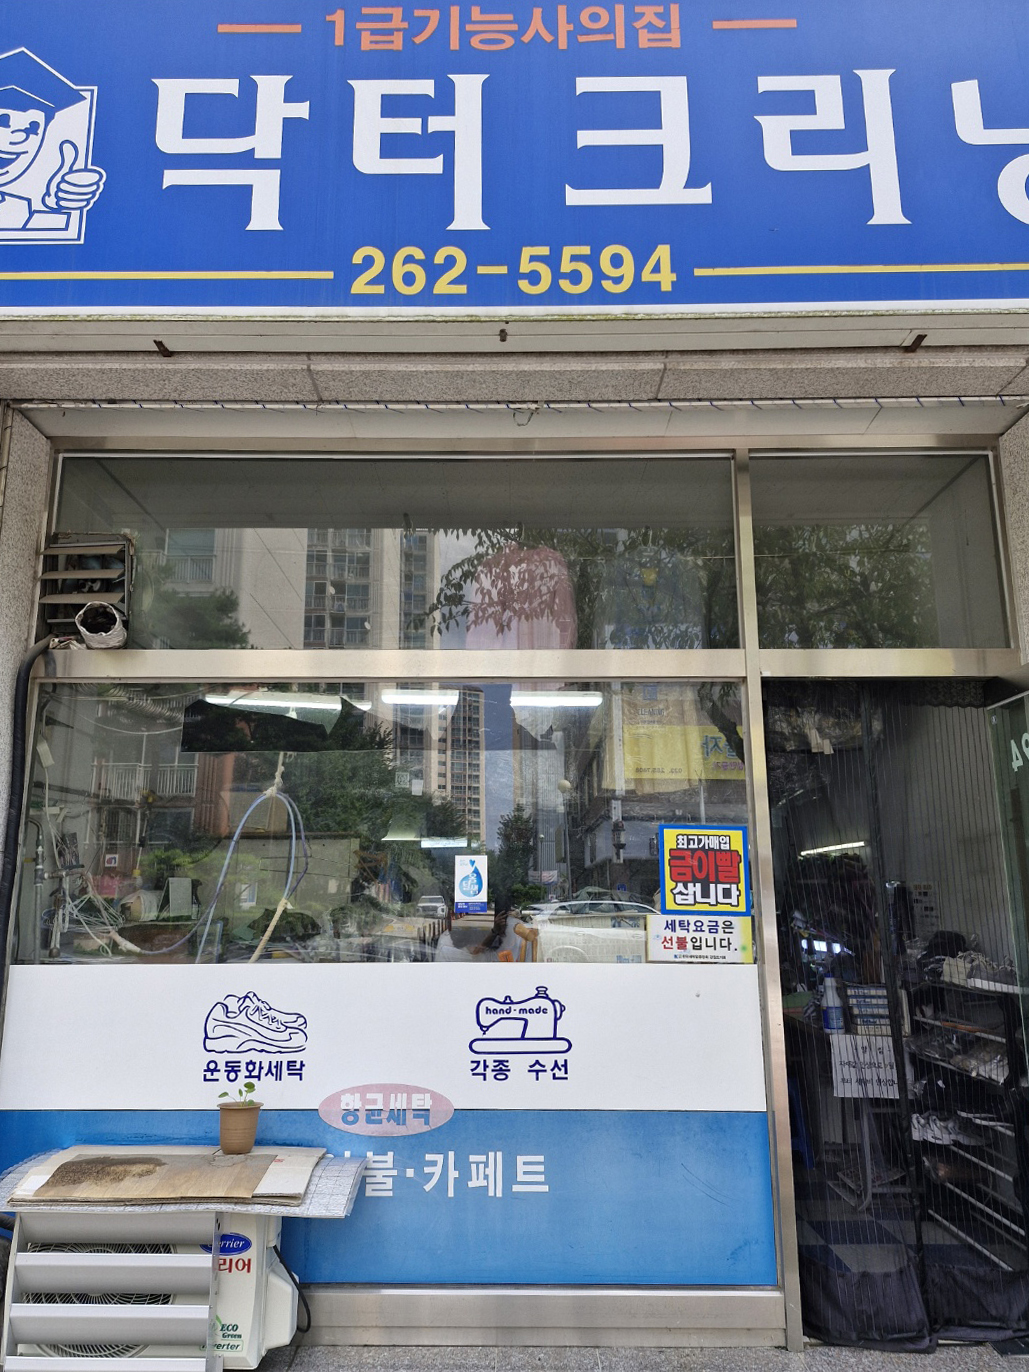 1급기능사의집
닥터크리닝
262-5594
최고가매입
금이빨
삽니다
세탁요금은
선불입니다.
hand-made
운동화세탁
각종 수선
항균세탁
불·카페트
리어
ECO
Green